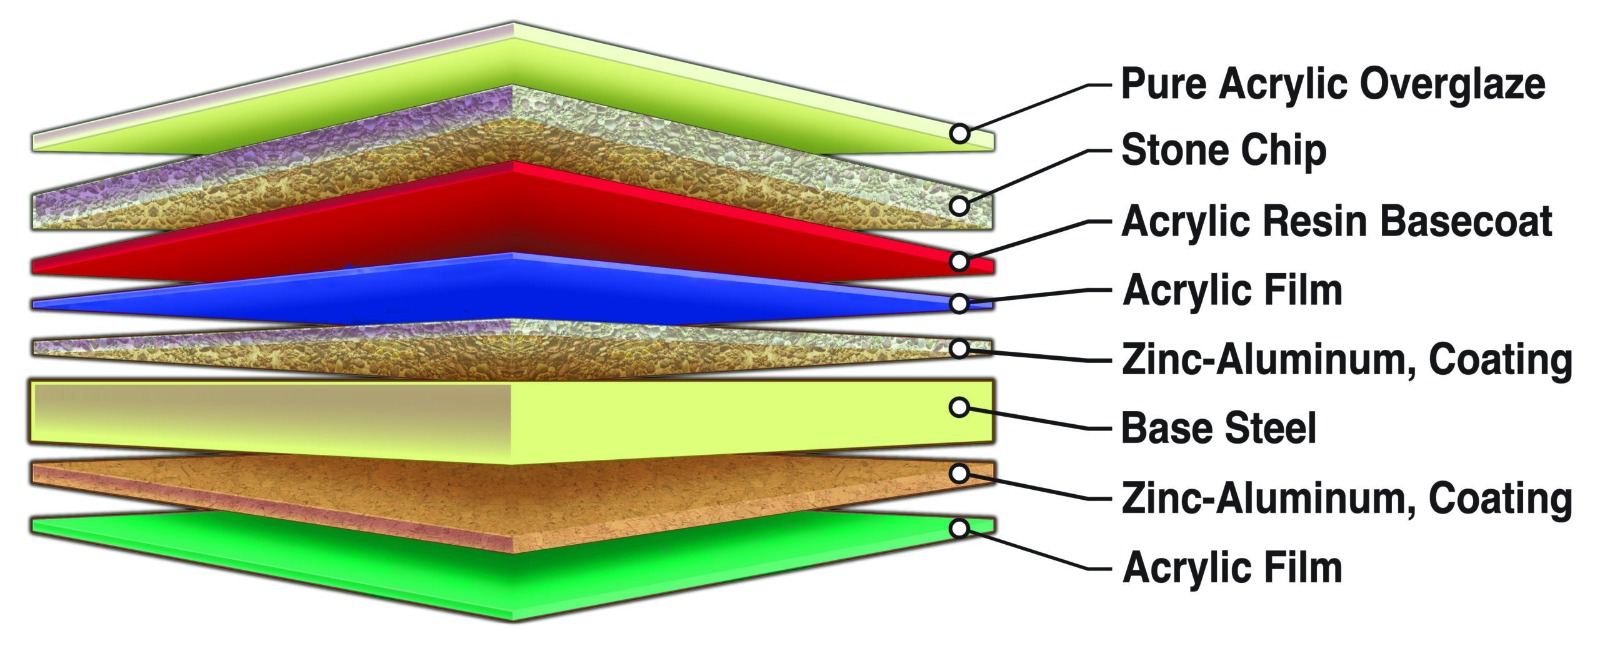 Pure Acrylic Overglaze
Stone Chip
Acrylic Resin Basecoat
Acrylic Film
Zinc-Aluminum, Coating
Base Steel
Zinc-Aluminum, Coating
Acrylic Film